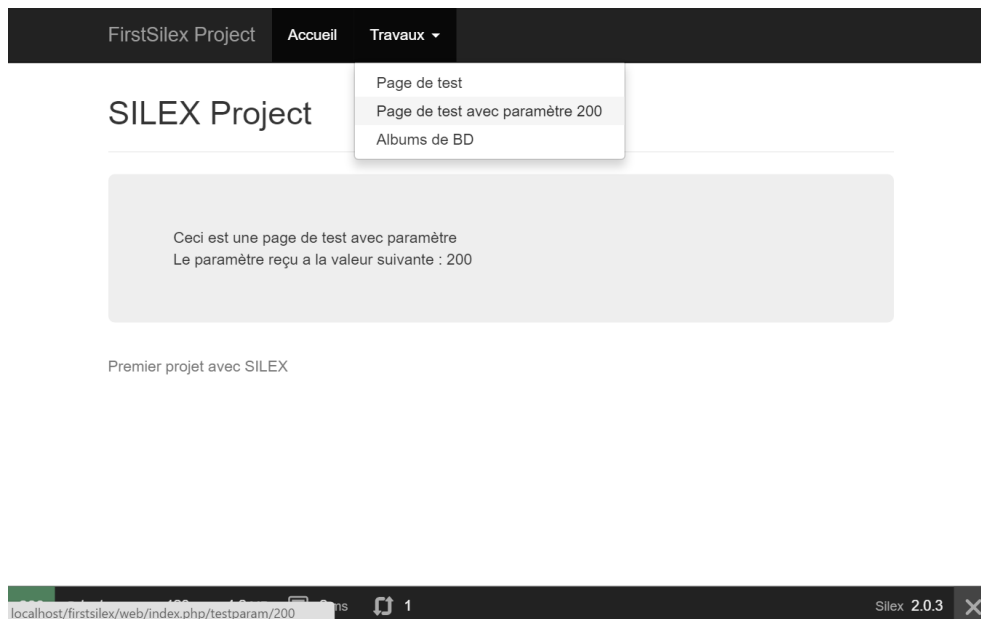 FirstSilex Project Accueil Travaux
Page de test
SILEX Project
Page de test avec paramètre 200
Albums de BD
Ceci est une page de test avec paramètre
Le paramètre reçu a la valeur suivante : 200
Premier projet avec SILEX
localhost/firstsilex/web/index.php/testparam/200
ms 1 Silex 2.0.3